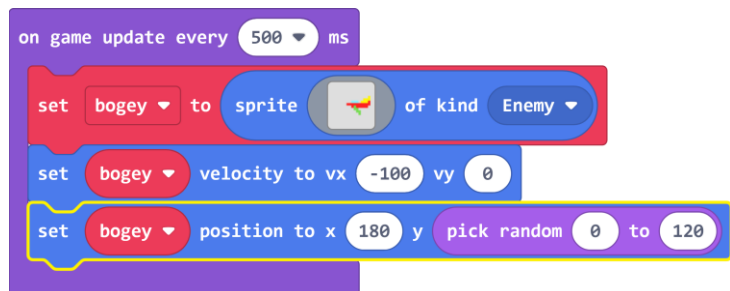 on game update every 500 ms
set bogey to sprite of kind Enemy
set bogey velocity to vx -100 vy 0
set bogey position to x 180 y pick random 0 to 120